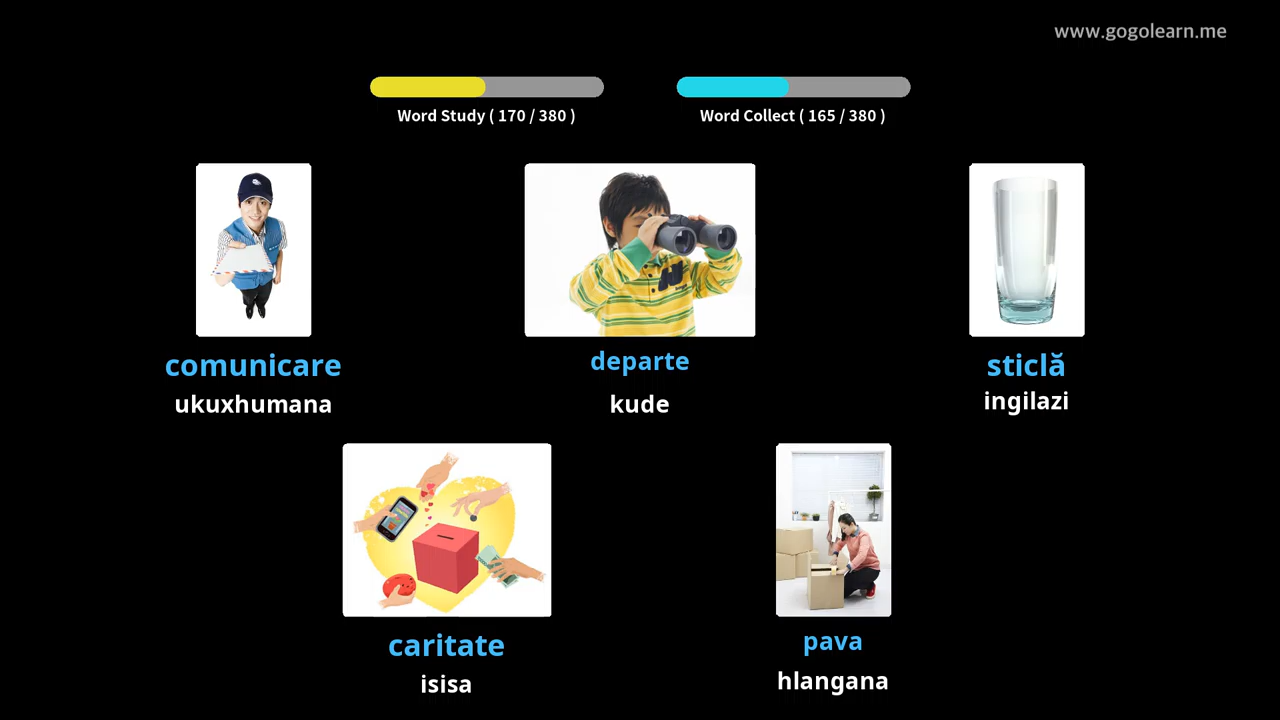 www.gogolearn.me
Word Study ( 170 / 380 )
Word Collect ( 165 / 380 )
comunicare
ukuxhumana
departe
kude
sticlă
ingilazi
caritate
isisa
pava
hlangana